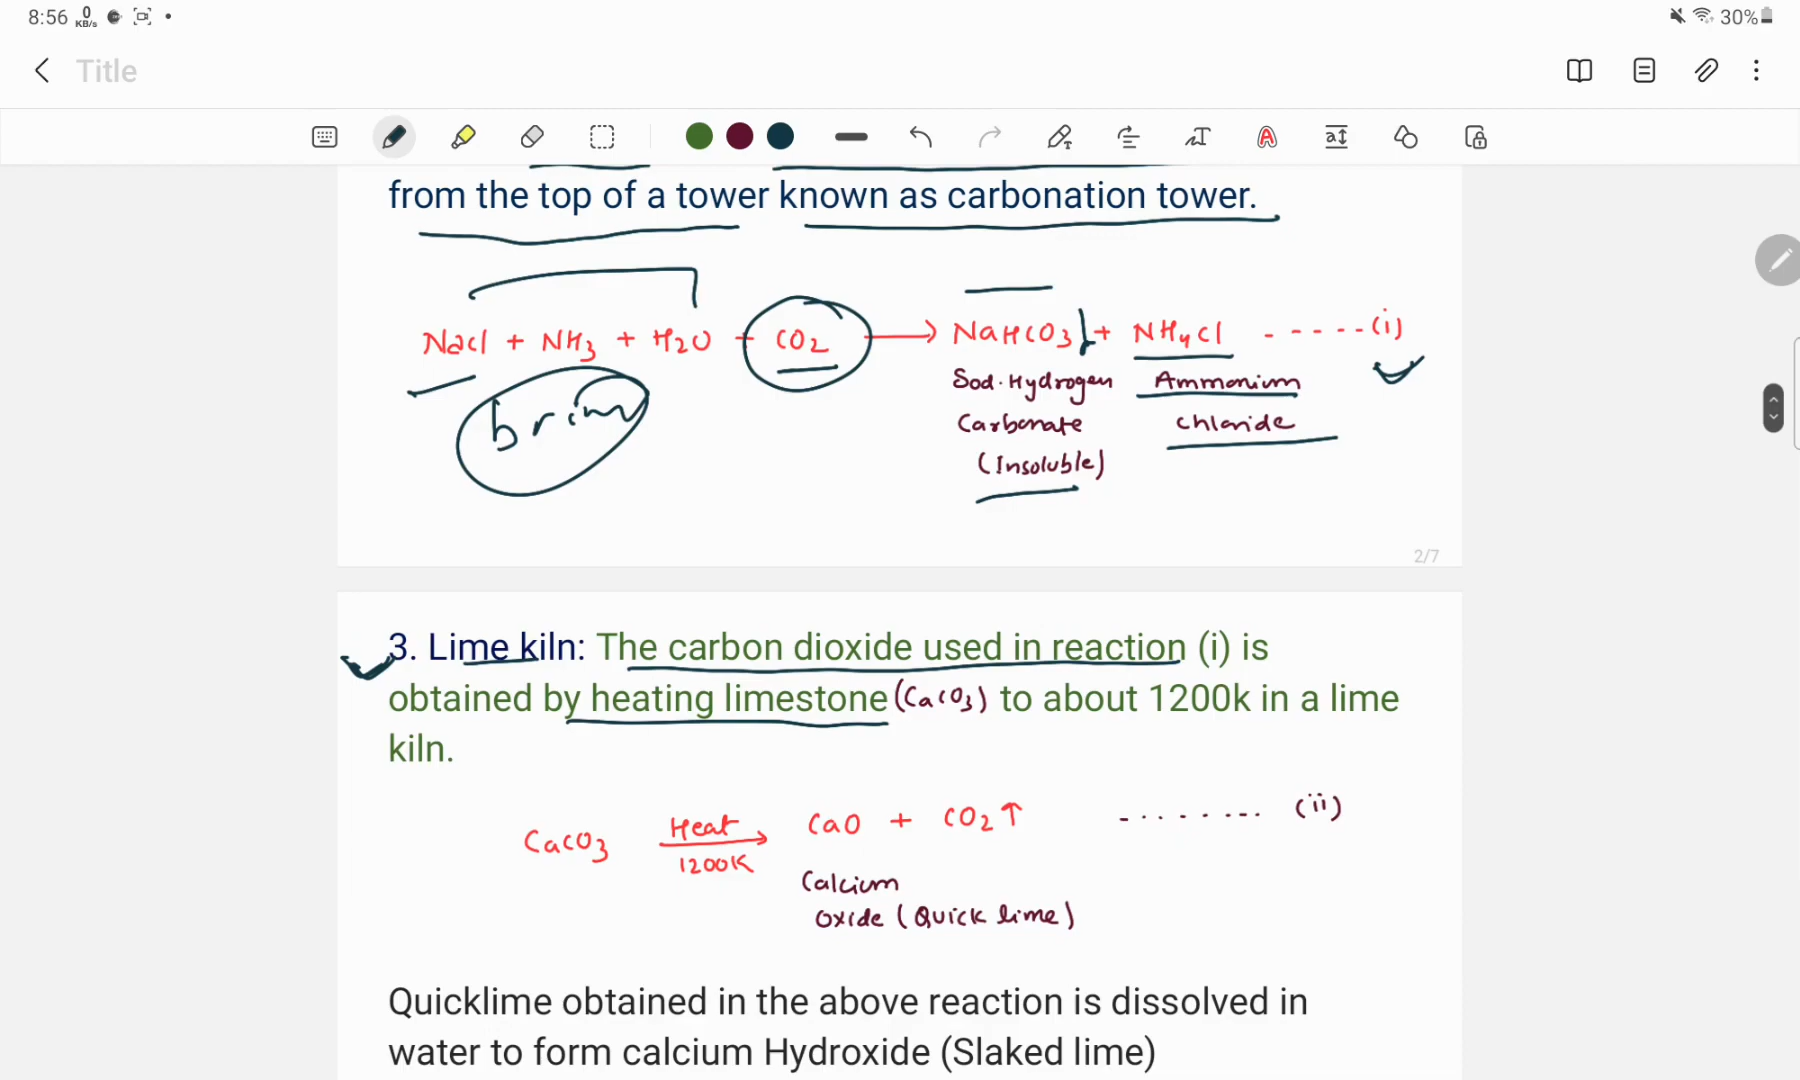 8:56 0 KB/s 30%
Title
from the top of a tower known as carbonation tower.
NaCl + NH3 + H2O + CO2 → NaHCO3↓ + NH4Cl ------(i)
Sod. Hydrogen Ammonium
Carbonate chloride
(Insoluble)
brine
2/7
3. Lime kiln: The carbon dioxide used in reaction (i) is
obtained by heating limestone (CaCO3) to about 1200k in a lime
kiln.
CaCO3 Heat → 1200K CaO + CO2↑ ......... (ii)
Calcium
oxide (Quick lime)
Quicklime obtained in the above reaction is dissolved in
water to form calcium Hydroxide (Slaked lime)